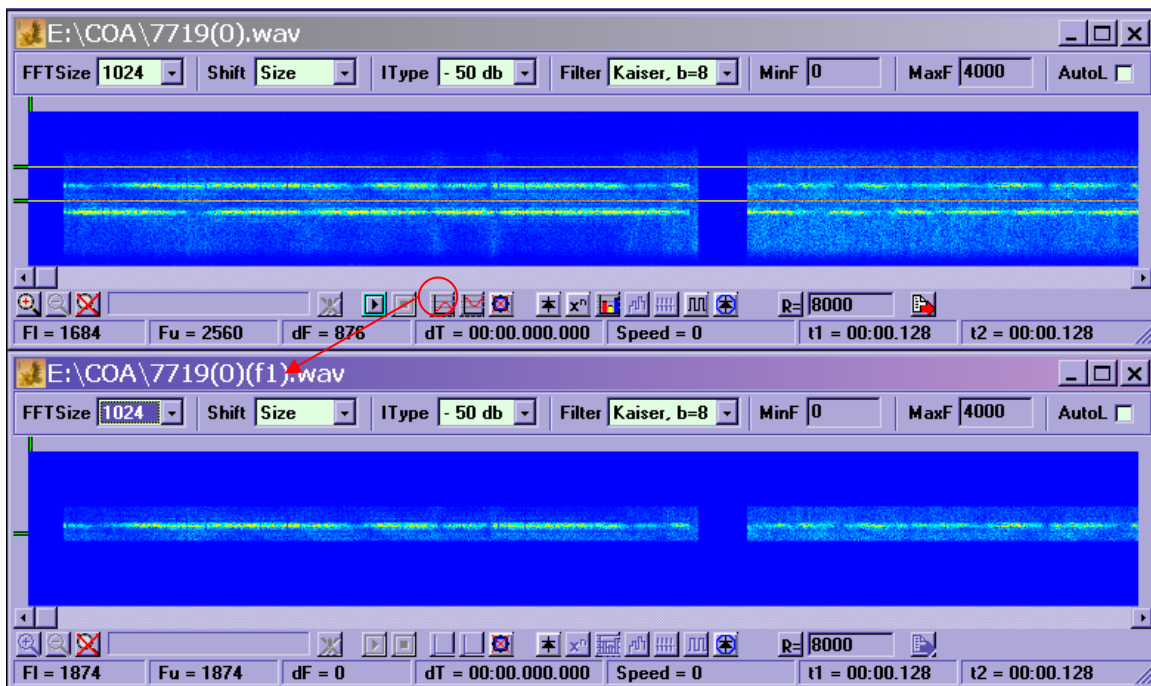 E:\COA\7719(0).wav
FFTSize 1024 Shift Size IType - 50 db Filter Kaiser, b=8 MinF 0 MaxF 4000 AutoL
xⁿ R= 8000
Fl = 1684 Fu = 2560 dF = 876 dT = 00:00.000.000 Speed = 0 t1 = 00:00.128 t2 = 00:00.128
E:\COA\7719(0)(f1).wav
FFTSize 1024 Shift Size IType - 50 db Filter Kaiser, b=8 MinF 0 MaxF 4000 AutoL
xⁿ R= 8000
Fl = 1874 Fu = 1874 dF = 0 dT = 00:00.000.000 Speed = 0 t1 = 00:00.128 t2 = 00:00.128